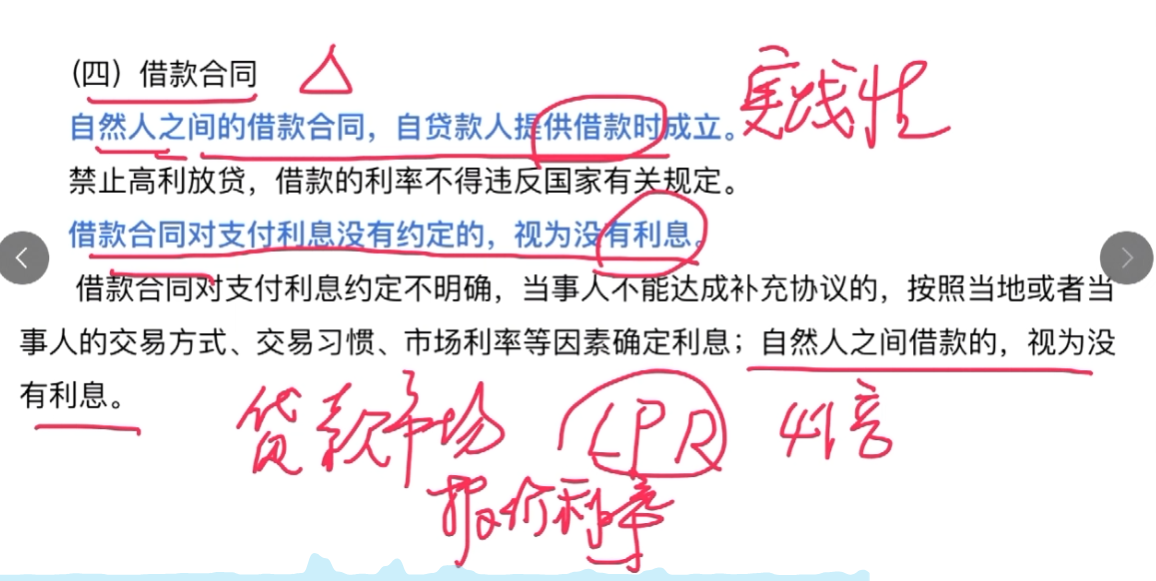 (四）借款合同 △
实践性
自然人之间的借款合同，自贷款人提供借款时成立。
禁止高利放贷，借款的利率不得违反国家有关规定。
借款合同对支付利息没有约定的，视为没有利息。
借款合同对支付利息约定不明确，当事人不能达成补充协议的，按照当地或者当
事人的交易方式、交易习惯、市场利率等因素确定利息；自然人之间借款的，视为没
有利息。
贷款市场 LPR
报价利率